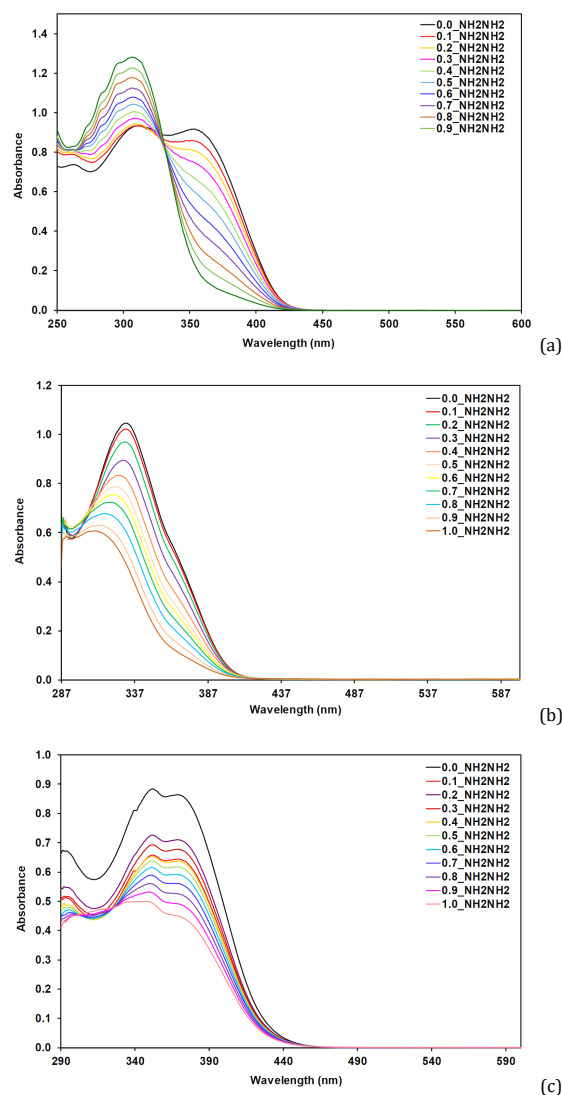 1.4
1.2
1.0
0.8
0.6
0.4
0.2
0.0
Absorbance
250 300 350 400 450 500 550 600
Wavelength (nm)
0.0_NH2NH2
0.1_NH2NH2
0.2_NH2NH2
0.3_NH2NH2
0.4_NH2NH2
0.5_NH2NH2
0.6_NH2NH2
0.7_NH2NH2
0.8_NH2NH2
0.9_NH2NH2
(a)
1.2
1.0
0.8
0.6
0.4
0.2
0.0
Absorbance
287 337 387 437 487 537 587
Wavelength (nm)
0.0_NH2NH2
0.1_NH2NH2
0.2_NH2NH2
0.3_NH2NH2
0.4_NH2NH2
0.5_NH2NH2
0.6_NH2NH2
0.7_NH2NH2
0.8_NH2NH2
0.9_NH2NH2
1.0_NH2NH2
(b)
1.0
0.9
0.8
0.7
0.6
0.5
0.4
0.3
0.2
0.1
0.0
Absorbance
290 340 390 440 490 540 590
Wavelength (nm)
0.0_NH2NH2
0.1_NH2NH2
0.2_NH2NH2
0.3_NH2NH2
0.4_NH2NH2
0.5_NH2NH2
0.6_NH2NH2
0.7_NH2NH2
0.8_NH2NH2
0.9_NH2NH2
1.0_NH2NH2
(c)